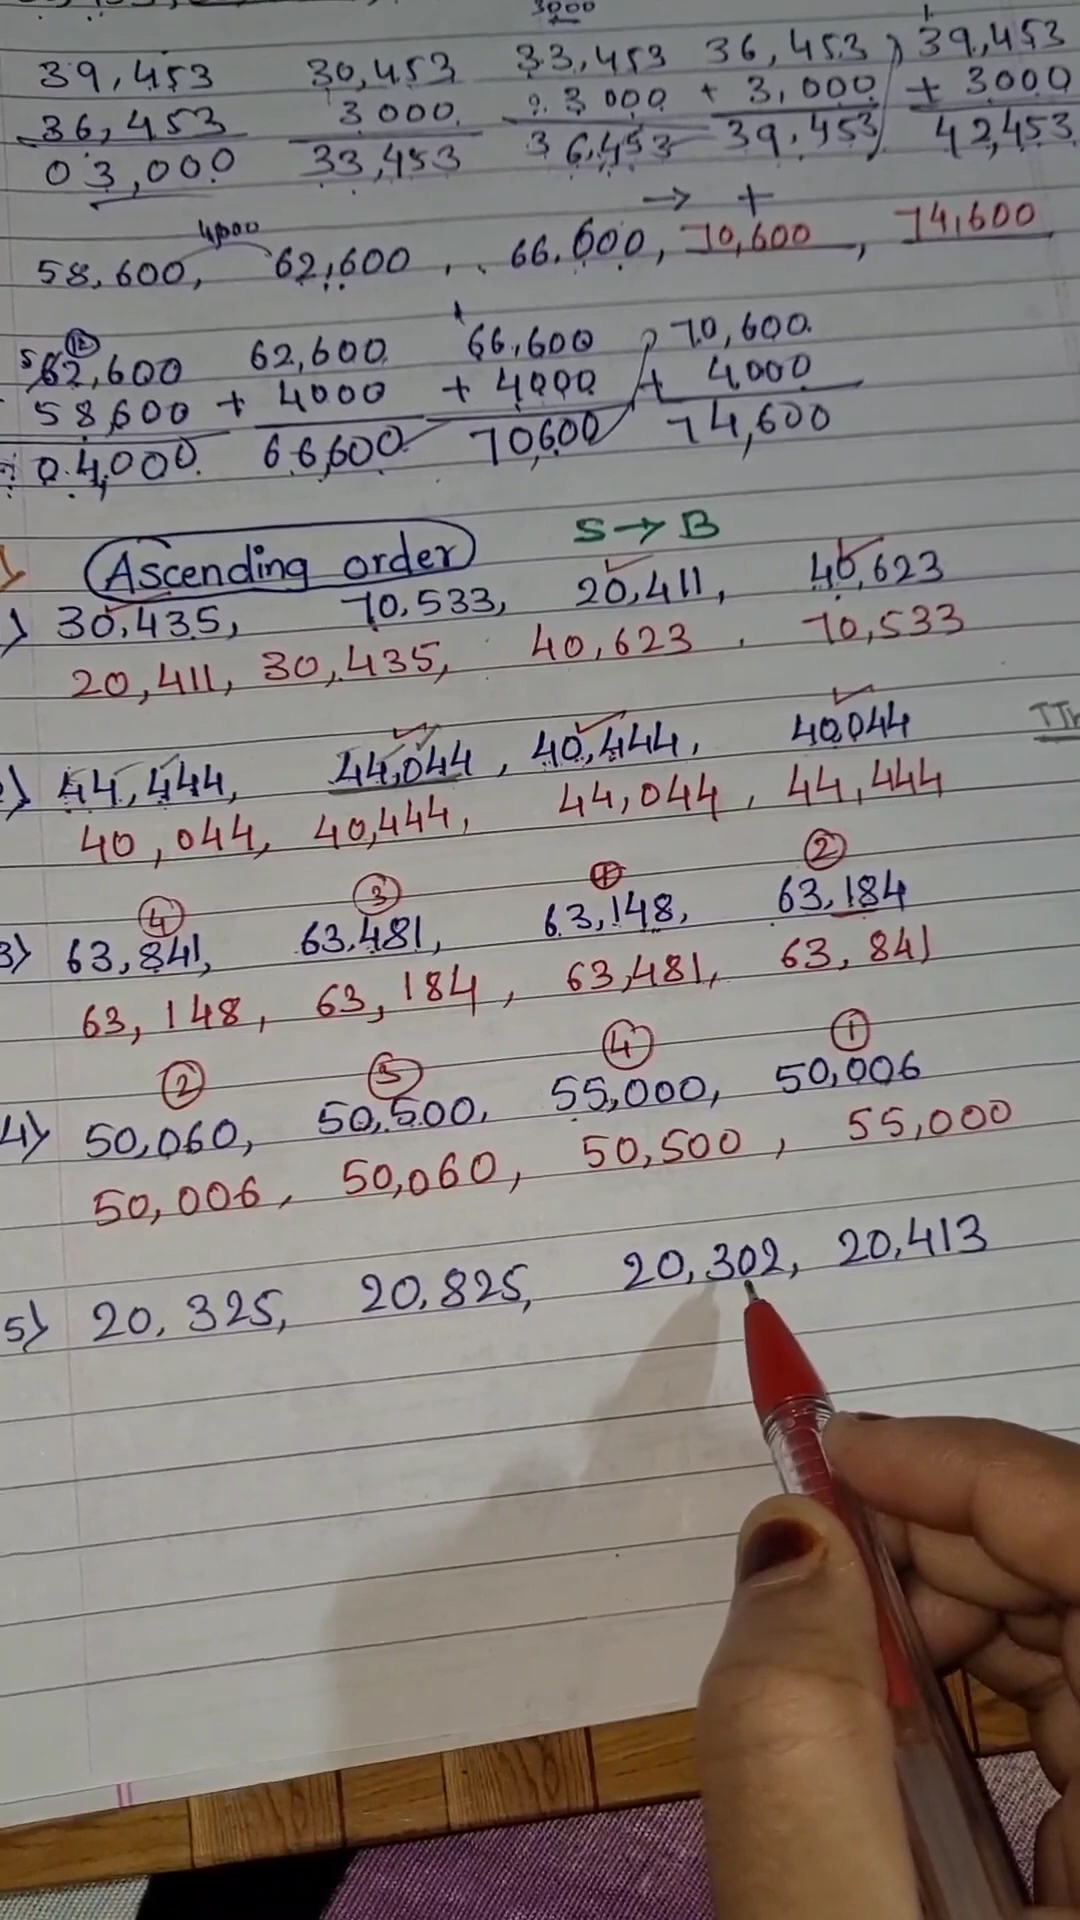 3000
39,453 30,453 33,453 36,453 39,453
36,453 3000 3000 + 3,000 + 3000
03,000 33,453 36,453 39,453 42,453
→ +
4,000
58,600, 62,600, 66,600, 70,600, 74,600
12
62,600 62,600 66,600 70,600
58,600 + 4000 + 4000 + 4000
04,000 66,600 70,600 74,600
Ascending order S → B
30,435, 70,533, 20,411, 40,623
20,411, 30,435, 40,623, 70,533
44,444, 44,044, 40,444, 40,044
40,044, 40,444, 44,044, 44,444
④ ③ ① ②
3) 63,841, 63,481, 63,148, 63,184
63,148, 63,184, 63,481, 63,841
② ③ ④ ①
4) 50,060, 50,500, 55,000, 50,006
50,006, 50,060, 50,500, 55,000
5) 20,325, 20,825, 20,302, 20,413